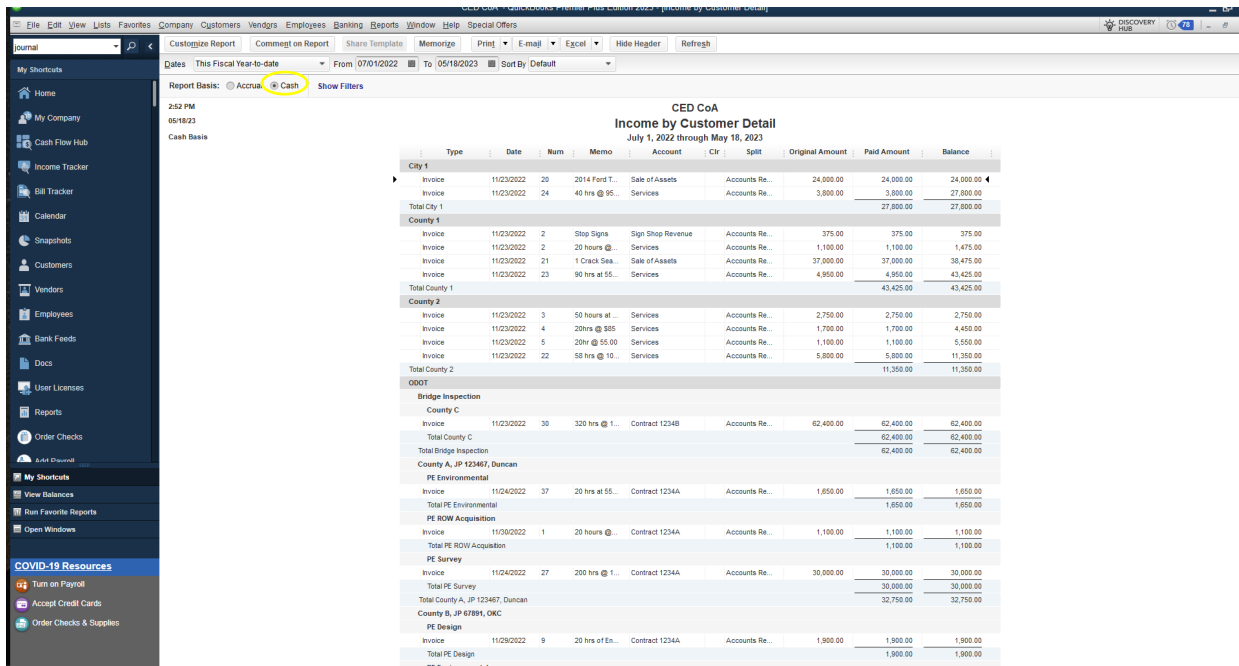 CED CoA - QuickBooks Premier Plus Edition 2023 - [Income by Customer Detail]
File Edit View Lists Favorites Company Customers Vendors Employees Banking Reports Window Help Special Offers
DISCOVERY HUB 78
journal
Customize Report Comment on Report Share Template Memorize Print E-mail Excel Hide Header Refresh
My Shortcuts
Dates This Fiscal Year-to-date From 07/01/2022 To 05/18/2023 Sort By Default
Report Basis: Accrual Cash Show Filters
Home
My Company
Cash Flow Hub
Income Tracker
Bill Tracker
Calendar
Snapshots
Customers
Vendors
Employees
Bank Feeds
Docs
User Licenses
Reports
Order Checks
Add Payroll
My Shortcuts
View Balances
Run Favorite Reports
Open Windows
COVID-19 Resources
Turn on Payroll
Accept Credit Cards
Order Checks & Supplies
2:52 PM
05/18/23
Cash Basis
CED CoA
Income by Customer Detail
July 1, 2022 through May 18, 2023
Type Date Num Memo Account Clr Split Original Amount Paid Amount Balance
City 1
Invoice 11/23/2022 20 2014 Ford T... Sale of Assets Accounts Re... 24,000.00 24,000.00 24,000.00
Invoice 11/23/2022 24 40 hrs @ 95... Services Accounts Re... 3,800.00 3,800.00 27,800.00
Total City 1 27,800.00 27,800.00
County 1
Invoice 11/23/2022 2 Stop Signs Sign Shop Revenue Accounts Re... 375.00 375.00 375.00
Invoice 11/23/2022 2 20 hours @... Services Accounts Re... 1,100.00 1,100.00 1,475.00
Invoice 11/23/2022 21 1 Crack Sea... Sale of Assets Accounts Re... 37,000.00 37,000.00 38,475.00
Invoice 11/23/2022 23 90 hrs at 55... Services Accounts Re... 4,950.00 4,950.00 43,425.00
Total County 1 43,425.00 43,425.00
County 2
Invoice 11/23/2022 3 50 hours at ... Services Accounts Re... 2,750.00 2,750.00 2,750.00
Invoice 11/23/2022 4 20hrs @ $85 Services Accounts Re... 1,700.00 1,700.00 4,450.00
Invoice 11/23/2022 5 20hr @ 55.00 Services Accounts Re... 1,100.00 1,100.00 5,550.00
Invoice 11/23/2022 22 58 hrs @ 10... Services Accounts Re... 5,800.00 5,800.00 11,350.00
Total County 2 11,350.00 11,350.00
ODOT
Bridge Inspection
County C
Invoice 11/23/2022 30 320 hrs @ 1... Contract 1234B Accounts Re... 62,400.00 62,400.00 62,400.00
Total County C 62,400.00 62,400.00
Total Bridge Inspection 62,400.00 62,400.00
County A, JP 123467, Duncan
PE Environmental
Invoice 11/24/2022 37 20 hrs at 55... Contract 1234A Accounts Re... 1,650.00 1,650.00 1,650.00
Total PE Environmental 1,650.00 1,650.00
PE ROW Acquisition
Invoice 11/30/2022 1 20 hours @... Contract 1234A Accounts Re... 1,100.00 1,100.00 1,100.00
Total PE ROW Acquisition 1,100.00 1,100.00
PE Survey
Invoice 11/24/2022 27 200 hrs @ 1... Contract 1234A Accounts Re... 30,000.00 30,000.00 30,000.00
Total PE Survey 30,000.00 30,000.00
Total County A, JP 123467, Duncan 32,750.00 32,750.00
County B, JP 67891, OKC
PE Design
Invoice 11/29/2022 9 20 hrs of En... Contract 1234A Accounts Re... 1,900.00 1,900.00 1,900.00
Total PE Design 1,900.00 1,900.00